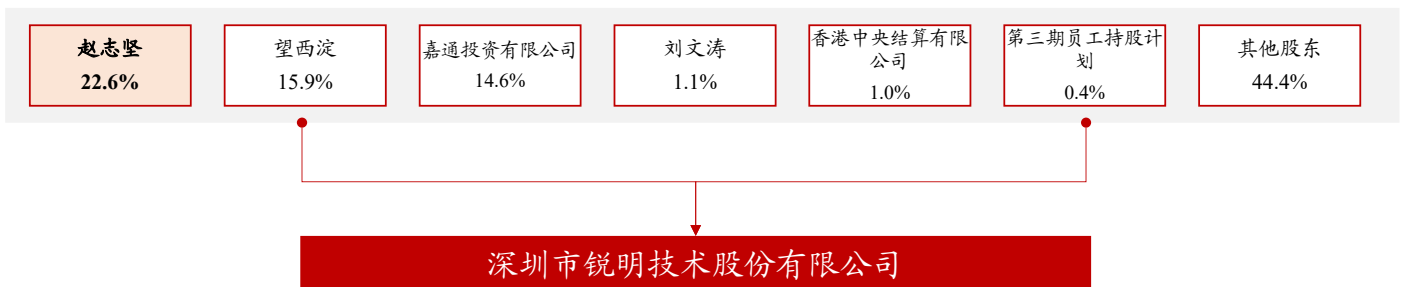 赵志坚
22.6%
望西淀
15.9%
嘉通投资有限公司
14.6%
刘文涛
1.1%
香港中央结算有限
公司
1.0%
第三期员工持股计
划
0.4%
其他股东
44.4%
深圳市锐明技术股份有限公司